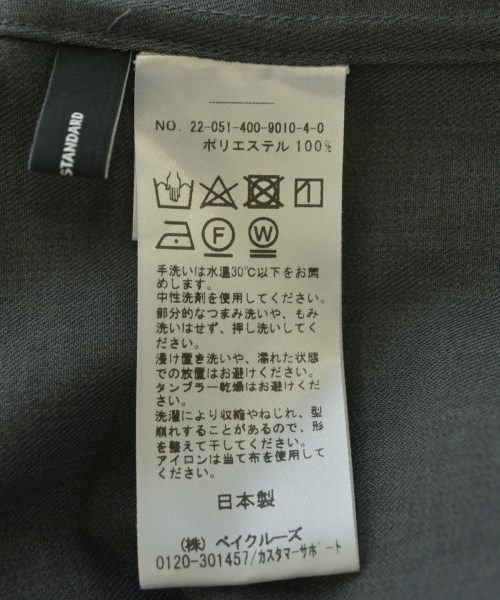 STANDARD
NO. 22-051-400-9010-4-0
ポリエステル 100%
F
W
手洗いは水温30℃以下をお薦
めします。
中性洗剤を使用してください。
部分的なつまみ洗いや、もみ
洗いはせず、押し洗いしてく
ださい。
浸け置き洗いや、濡れた状態
での放置はお避けください。
タンブラー乾燥はお避けくだ
さい。
洗濯により収縮やねじれ、型
崩れすることがあるので、形
を整えて干してください。
アイロンは当て布を使用して
ください。
日本製
(株) ベイクルーズ
0120-301457/カスタマーサポート